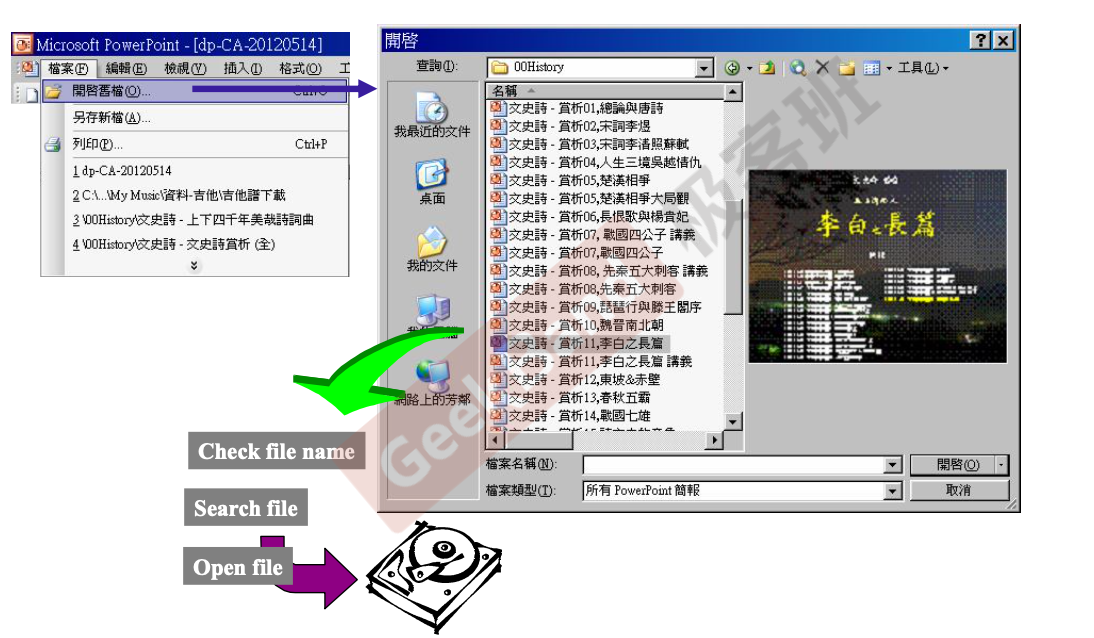 Microsoft PowerPoint - [dp-CA-20120514]
檔案(F) 編輯(E) 檢視(V) 插入(I) 格式(O) 工
開啓舊檔(O)...
另存新檔(A)...
列印(P)... Ctrl+P
1 dp-CA-20120514
2 C:\...\My Music\資料-吉他\吉他譜下載
3 \00History\文史詩 - 上下四千年美哉詩詞曲
4 \00History\文史詩 - 文史詩賞析 (全)
開啓
查詢(I): 00History 工具(L)
我最近的文件
桌面
我的文件
網路上的芳鄰
名稱
文史詩 - 賞析01,總論與唐詩
文史詩 - 賞析02,宋詞李煜
文史詩 - 賞析03,宋詞李清照蘇軾
文史詩 - 賞析04,人生三境吳越情仇
文史詩 - 賞析05,楚漢相爭
文史詩 - 賞析05,楚漢相爭大局觀
文史詩 - 賞析06,長恨歌與楊貴妃
文史詩 - 賞析07, 戰國四公子 講義
文史詩 - 賞析07,戰國四公子
文史詩 - 賞析08, 先秦五大刺客 講義
文史詩 - 賞析08,先秦五大刺客
文史詩 - 賞析09,琵琶行與滕王閣序
文史詩 - 賞析10,魏晉南北朝
文史詩 - 賞析11,李白之長篇
文史詩 - 賞析11,李白之長篇 講義
文史詩 - 賞析12,東坡&赤壁
文史詩 - 賞析13,春秋五霸
文史詩 - 賞析14,戰國七雄
李白之長篇
檔案名稱(N): 開啓(O)
檔案類型(T): 所有 PowerPoint 簡報 取消
Check file name
Search file
Open file
极客班